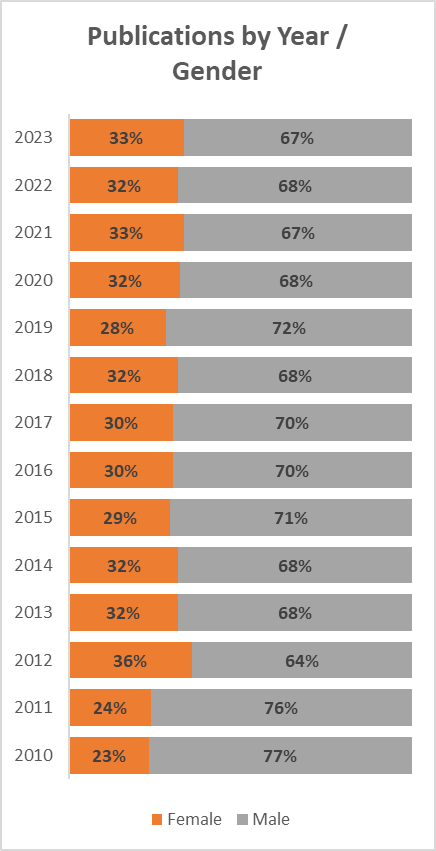 Publications by Year /
Gender
2023 33% 67%
2022 32% 68%
2021 33% 67%
2020 32% 68%
2019 28% 72%
2018 32% 68%
2017 30% 70%
2016 30% 70%
2015 29% 71%
2014 32% 68%
2013 32% 68%
2012 36% 64%
2011 24% 76%
2010 23% 77%
Female Male